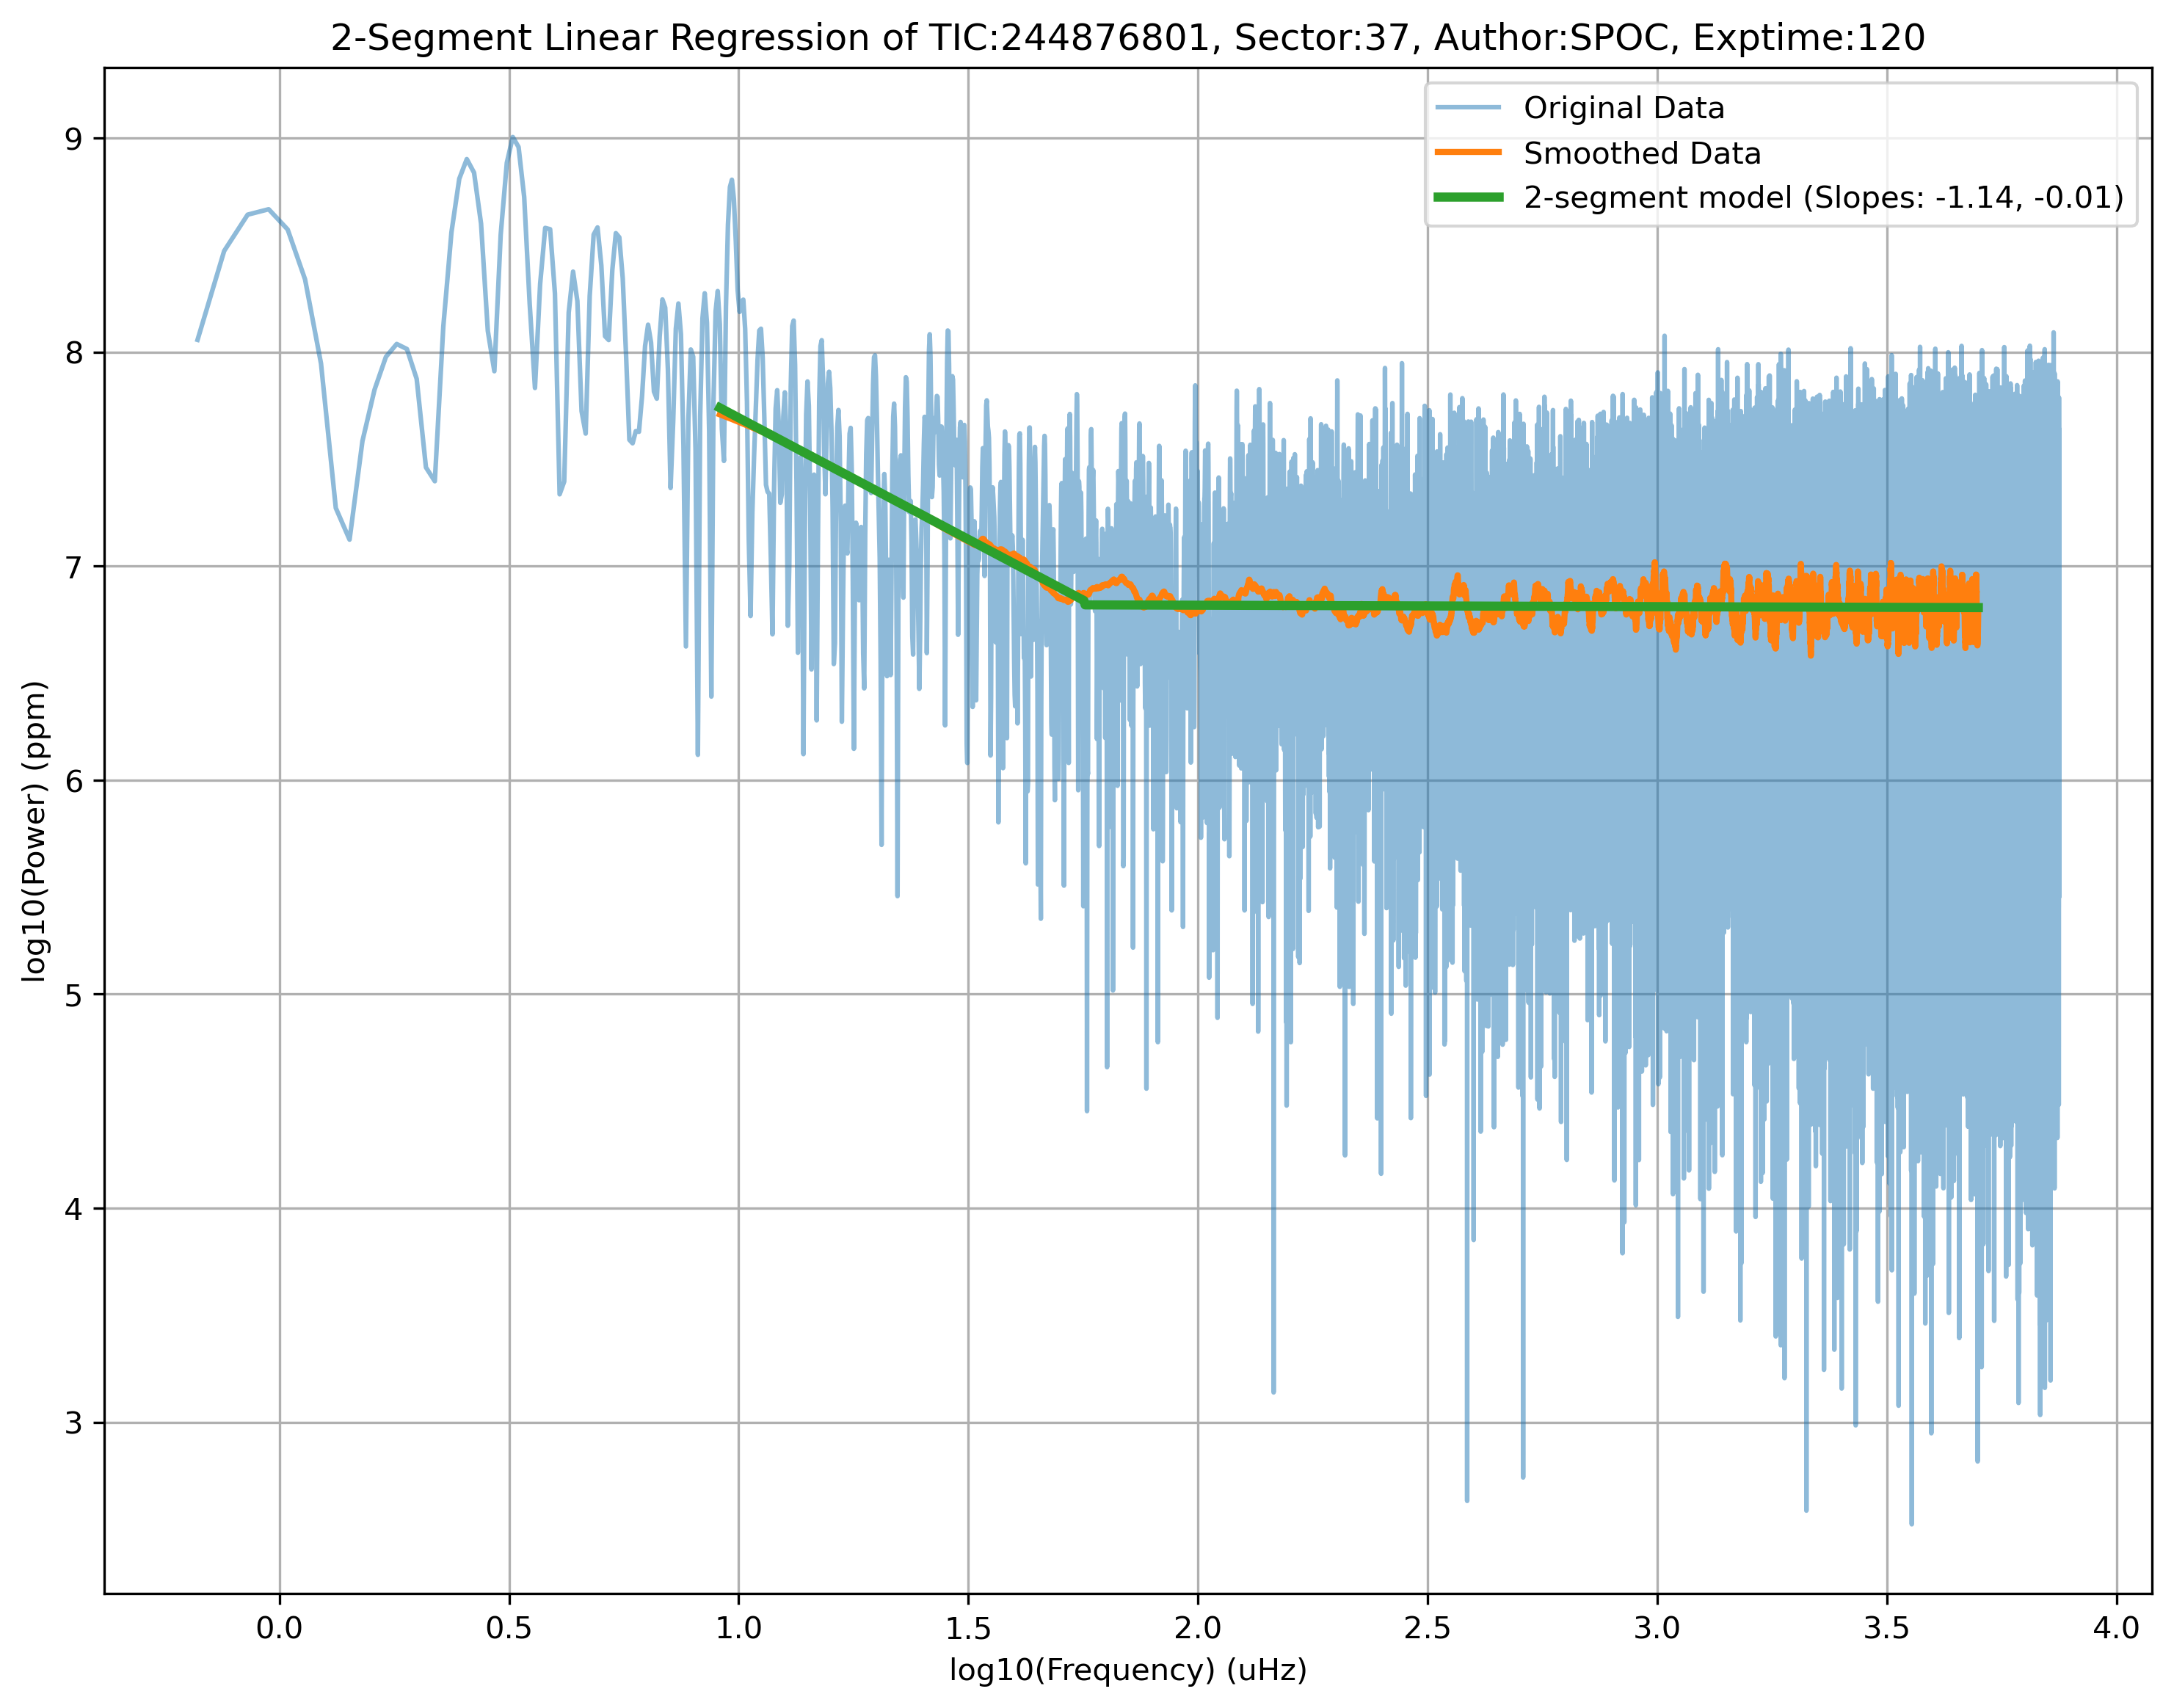 2-Segment Linear Regression of TIC:244876801, Sector:37, Author:SPOC, Exptime:120
Original Data
Smoothed Data
2-segment model (Slopes: -1.14, -0.01)
log10(Power) (ppm)
9
8
7
6
5
4
3
0.0 0.5 1.0 1.5 2.0 2.5 3.0 3.5 4.0
log10(Frequency) (uHz)